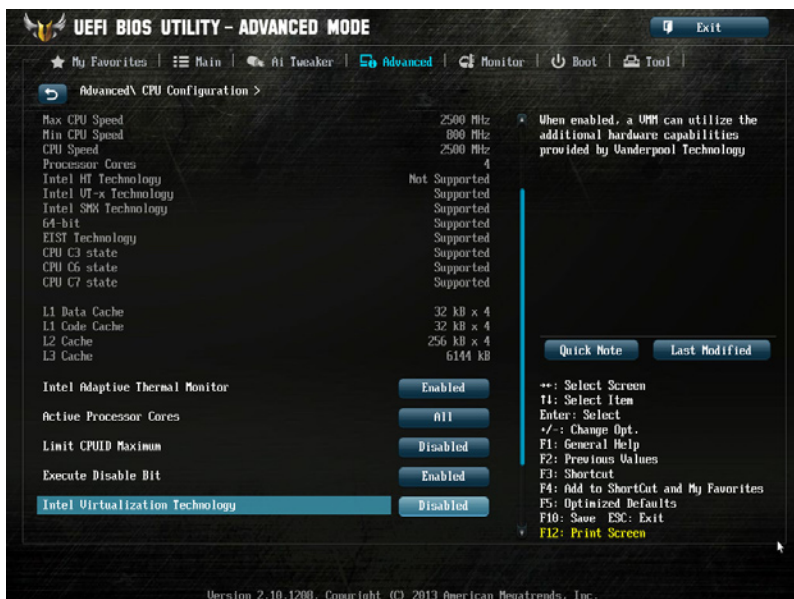 UEFI BIOS UTILITY – ADVANCED MODE
Exit
My Favorites | Main | Ai Tweaker | Advanced | Monitor | Boot | Tool
Advanced\ CPU Configuration >
Max CPU Speed 2500 MHz
Min CPU Speed 800 MHz
CPU Speed 2500 MHz
Processor Cores 4
Intel HT Technology Not Supported
Intel VT-x Technology Supported
Intel SMX Technology Supported
64-bit Supported
EIST Technology Supported
CPU C3 state Supported
CPU C6 state Supported
CPU C7 state Supported
L1 Data Cache 32 kB x 4
L1 Code Cache 32 kB x 4
L2 Cache 256 kB x 4
L3 Cache 6144 kB
Intel Adaptive Thermal Monitor Enabled
Active Processor Cores All
Limit CPUID Maximum Disabled
Execute Disable Bit Enabled
Intel Virtualization Technology Disabled
When enabled, a VMM can utilize the
additional hardware capabilities
provided by Vanderpool Technology
Quick Note
Last Modified
→←: Select Screen
↑↓: Select Item
Enter: Select
+/-: Change Opt.
F1: General Help
F2: Previous Values
F3: Shortcut
F4: Add to ShortCut and My Favorites
F5: Optimized Defaults
F10: Save ESC: Exit
F12: Print Screen
Version 2.10.1208. Copyright (C) 2013 American Megatrends, Inc.